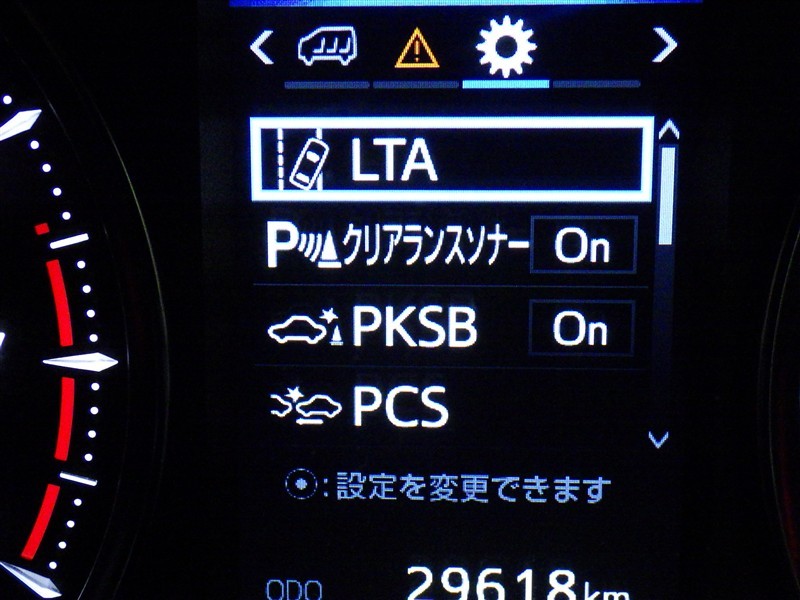 LTA
P クリアランスソナー On
PKSB On
PCS
:設定を変更できます
ODO 29618km